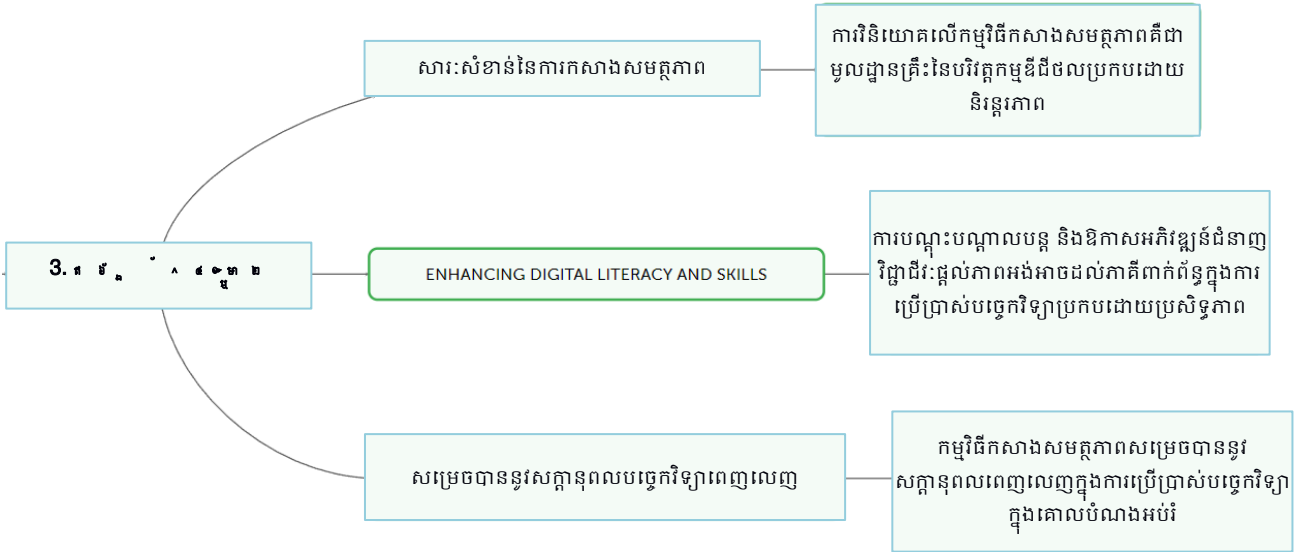 សារៈសំខាន់នៃការកសាងសមត្ថភាព
ការវិនិយោគលើកម្មវិធីកសាងសមត្ថភាពគឺជា
មូលដ្ឋានគ្រឹះនៃបរិវត្តកម្មឌីជីថលប្រកបដោយ
និរន្តរភាព
3.
ENHANCING DIGITAL LITERACY AND SKILLS
ការបណ្តុះបណ្តាលបន្ត និងឱកាសអភិវឌ្ឍន៍ជំនាញ
វិជ្ជាជីវៈផ្តល់ភាពអង់អាចដល់ភាគីពាក់ព័ន្ធក្នុងការ
ប្រើប្រាស់បច្ចេកវិទ្យាប្រកបដោយប្រសិទ្ធភាព
សម្រេចបាននូវសក្តានុពលបច្ចេកវិទ្យាពេញលេញ
កម្មវិធីកសាងសមត្ថភាពសម្រេចបាននូវ
សក្តានុពលពេញលេញក្នុងការប្រើប្រាស់បច្ចេកវិទ្យា
ក្នុងគោលបំណងអប់រំ